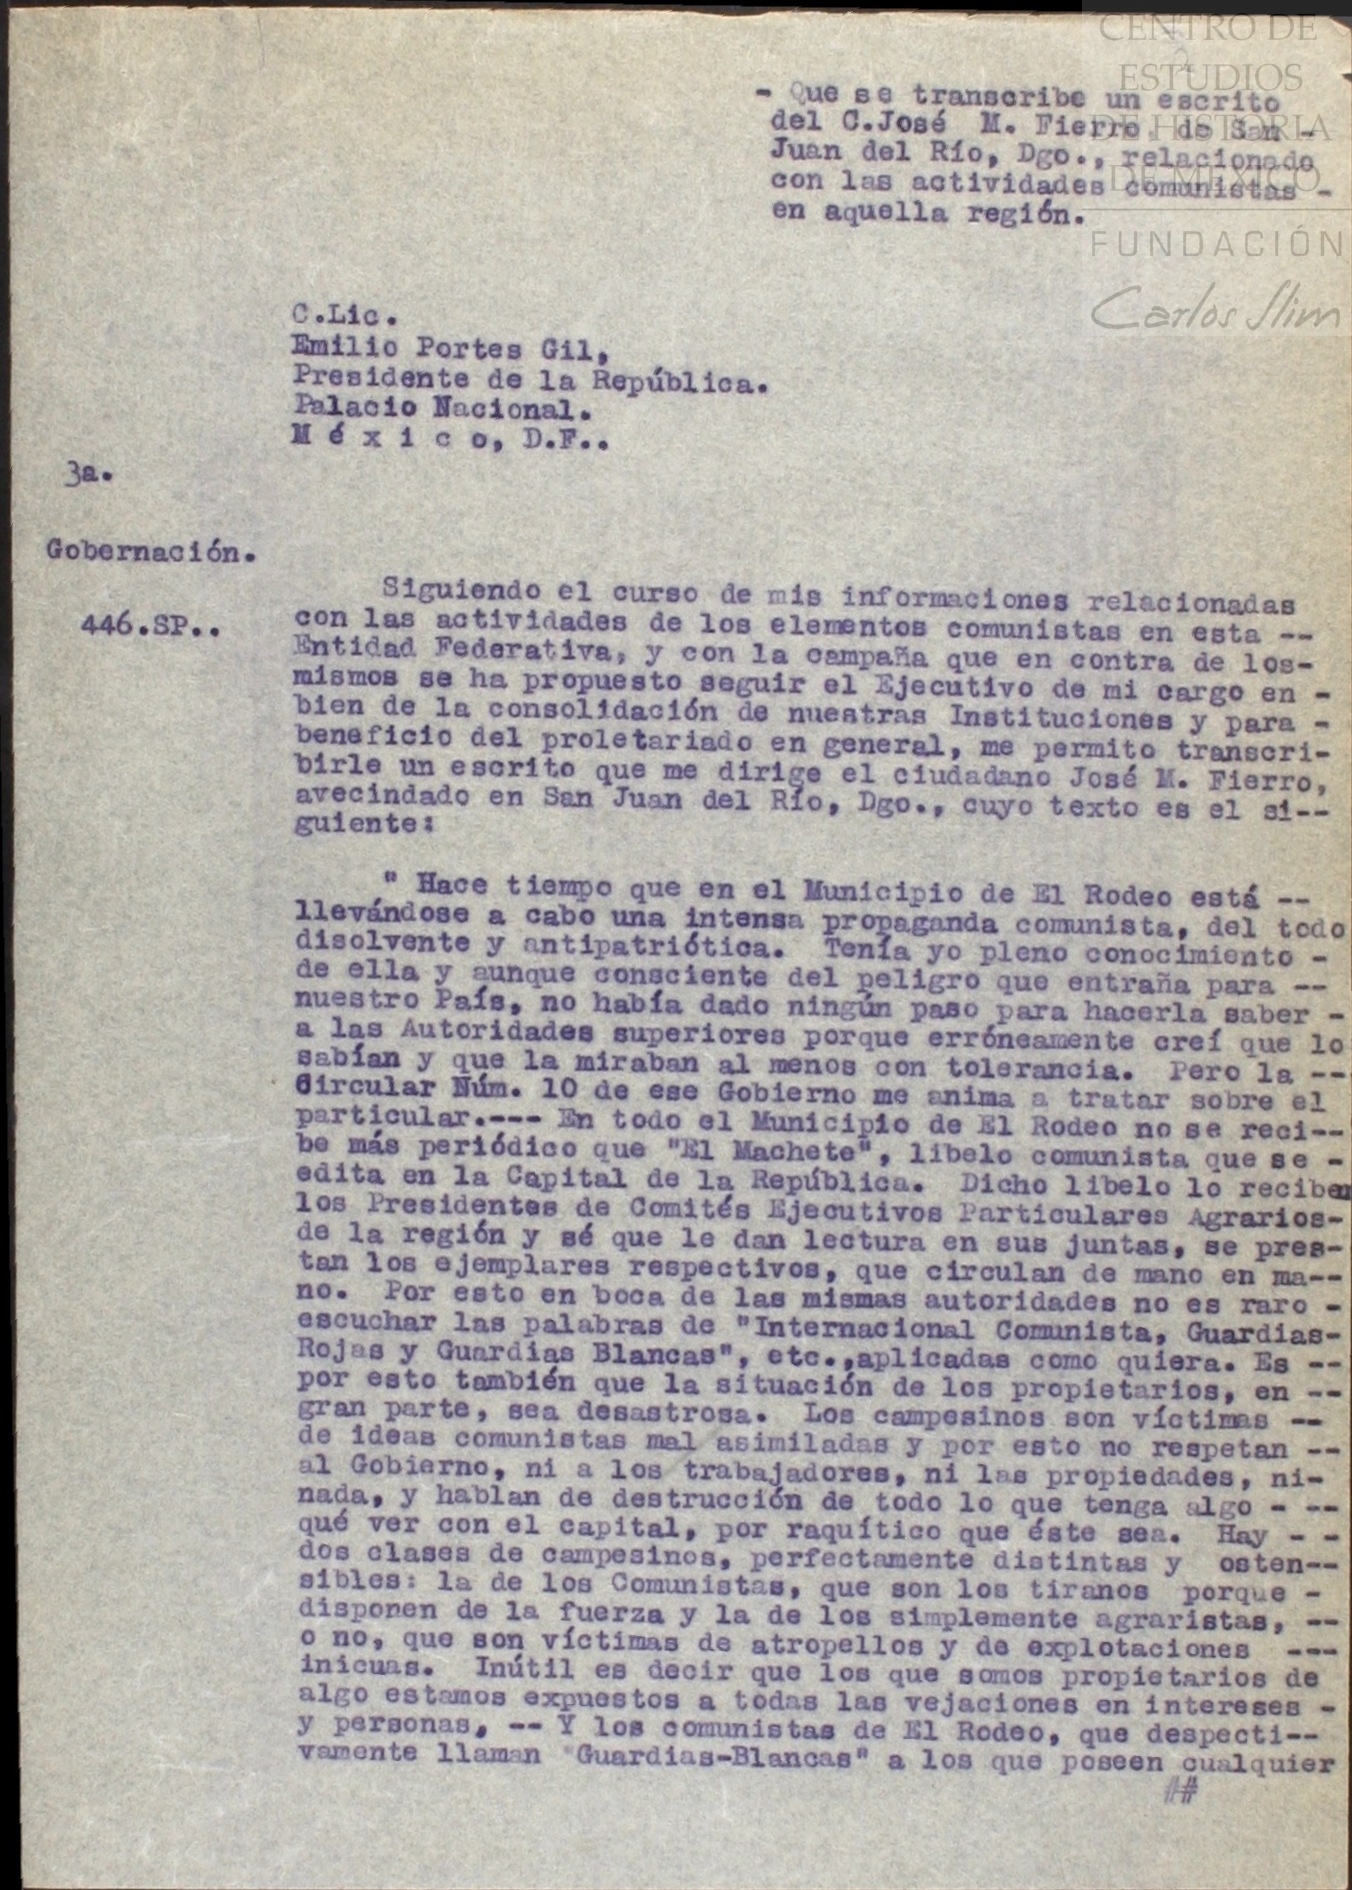 CENTRO DE
ESTUDIOS
DE HISTORIA
DE MÉXICO
FUNDACIÓN
Carlos Slim
- Que se transcribe un escrito
del C.José M. Fierro, de San -
Juan del Río, Dgo., relacionado
con las actividades comunistas -
en aquella región.
C.Lic.
Emilio Portes Gil,
Presidente de la República.
Palacio Nacional.
M é x i c o, D.F..
3a.
Gobernación.
446.SP..
Siguiendo el curso de mis informaciones relacionadas
con las actividades de los elementos comunistas en esta --
Entidad Federativa, y con la campaña que en contra de los-
mismos se ha propuesto seguir el Ejecutivo de mi cargo en -
bien de la consolidación de nuestras Instituciones y para -
beneficio del proletariado en general, me permito transcri-
birle un escrito que me dirige el ciudadano José M. Fierro,
avecindado en San Juan del Río, Dgo., cuyo texto es el si--
guiente:
" Hace tiempo que en el Municipio de El Rodeo está --
llevándose a cabo una intensa propaganda comunista, del todo
disolvente y antipatriótica. Tenía yo pleno conocimiento -
de ella y aunque consciente del peligro que entraña para --
nuestro País, no había dado ningún paso para hacerla saber -
a las Autoridades superiores porque erróneamente creí que lo
sabían y que la miraban al menos con tolerancia. Pero la --
Circular Núm. 10 de ese Gobierno me anima a tratar sobre el
particular.--- En todo el Municipio de El Rodeo no se reci--
be más periódico que "El Machete", libelo comunista que se -
edita en la Capital de la República. Dicho libelo lo reciben
los Presidentes de Comités Ejecutivos Particulares Agrarios-
de la región y sé que le dan lectura en sus juntas, se pres-
tan los ejemplares respectivos, que circulan de mano en ma--
no. Por esto en boca de las mismas autoridades no es raro -
escuchar las palabras de "Internacional Comunista, Guardias-
Rojas y Guardias Blancas", etc.,aplicadas como quiera. Es --
por esto también que la situación de los propietarios, en --
gran parte, sea desastrosa. Los campesinos son víctimas --
de ideas comunistas mal asimiladas y por esto no respetan --
al Gobierno, ni a los trabajadores, ni las propiedades, ni-
nada, y hablan de destrucción de todo lo que tenga algo - --
qué ver con el capital, por raquítico que éste sea. Hay - -
dos clases de campesinos, perfectamente distintas y osten--
sibles: la de los Comunistas, que son los tiranos porque -
disponen de la fuerza y la de los simplemente agraristas, --
o no, que son víctimas de atropellos y de explotaciones ---
inicuas. Inútil es decir que los que somos propietarios de
algo estamos expuestos a todas las vejaciones en intereses -
y personas, -- Y los comunistas de El Rodeo, que despecti--
vamente llaman "Guardias-Blancas" a los que poseen cualquier
##